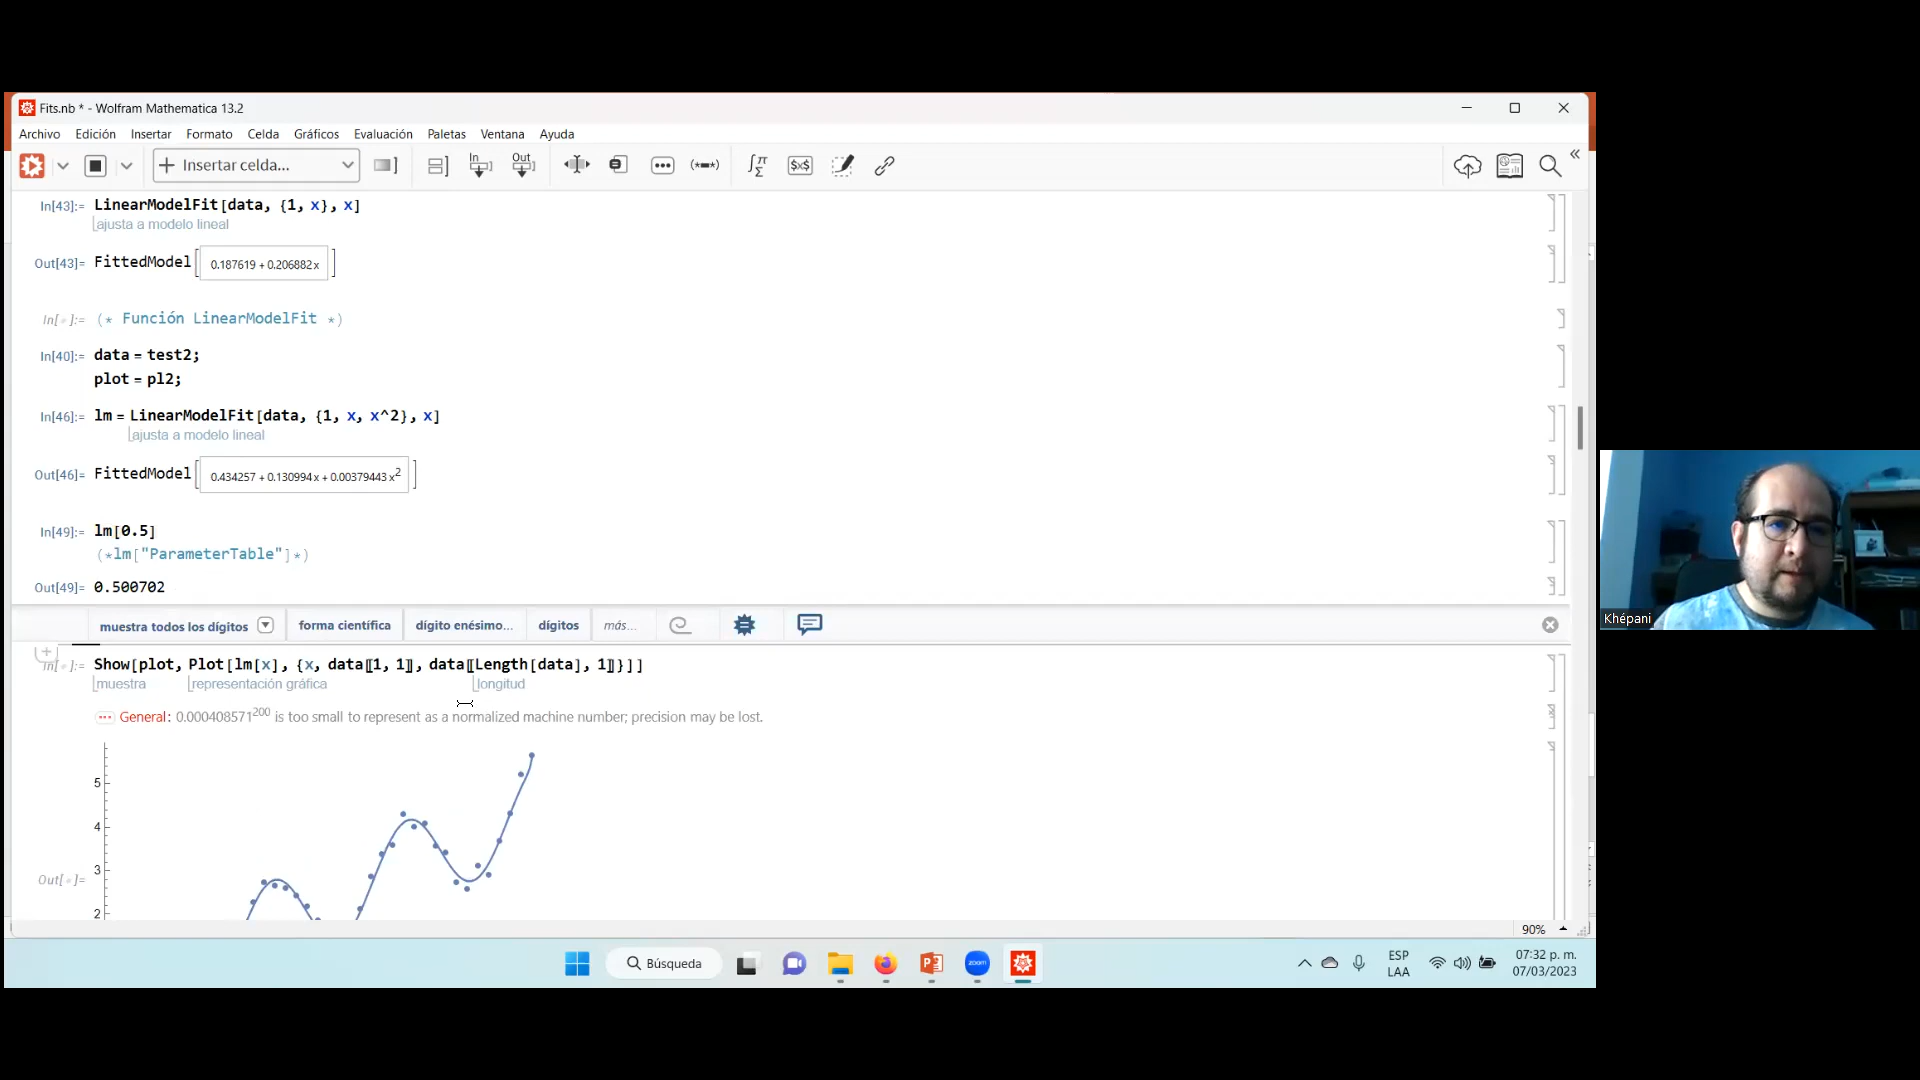 Fits.nb * - Wolfram Mathematica 13.2
Archivo Edición Insertar Formato Celda Gráficos Evaluación Paletas Ventana Ayuda
Insertar celda... In Out $x$
In[43]:= LinearModelFit[data, {1, x}, x]
ajusta a modelo lineal
Out[43]= FittedModel[ 0.187619 + 0.206882 x ]
In[∘]:= (* Función LinearModelFit *)
In[40]:= data = test2;
plot = pl2;
In[46]:= lm = LinearModelFit[data, {1, x, x^2}, x]
ajusta a modelo lineal
Out[46]= FittedModel[ 0.434257 + 0.130994 x + 0.00379443 x² ]
In[49]:= lm[0.5]
(*lm["ParameterTable"]*)
Out[49]= 0.500702
muestra todos los dígitos forma científica dígito enésimo... dígitos más...
In[∘]:= Show[plot, Plot[lm[x], {x, data〚1, 1〛, data〚Length[data], 1〛}]]
muestra representación gráfica longitud
General: 0.000408571²⁰⁰ is too small to represent as a normalized machine number; precision may be lost.
5
4
3
Out[∘]=
2
90%
Búsqueda zoom ESP 07:32 p. m.
LAA 07/03/2023
Khépani